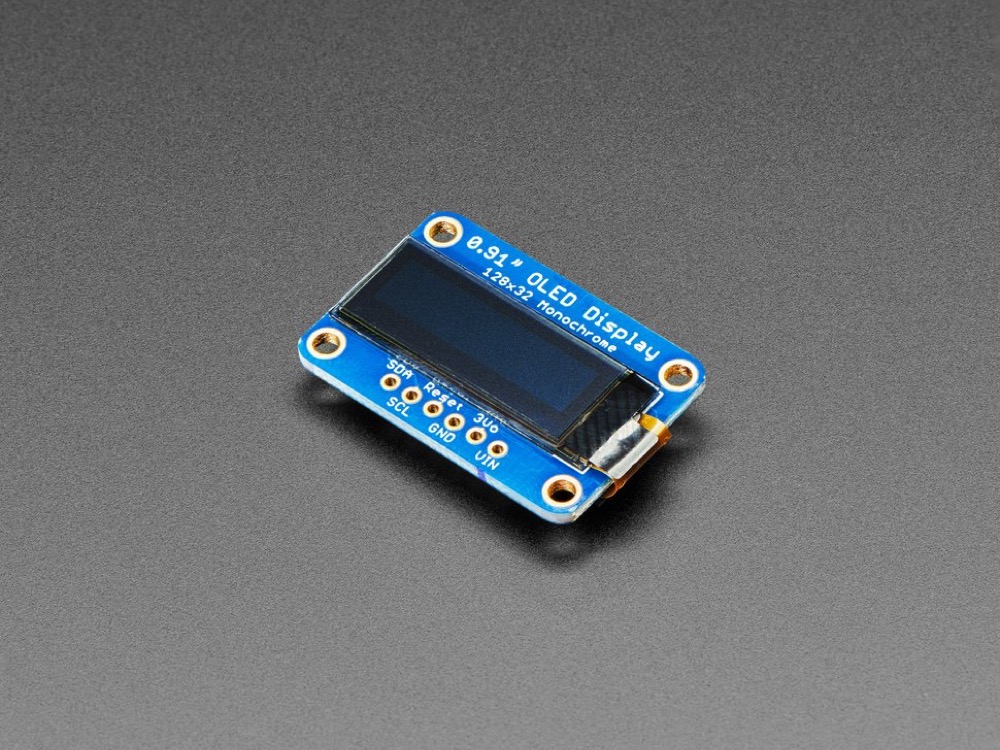 0.91" OLED Display
128x32 Monochrome
SDA Reset 3Vo
SCL GND VIN